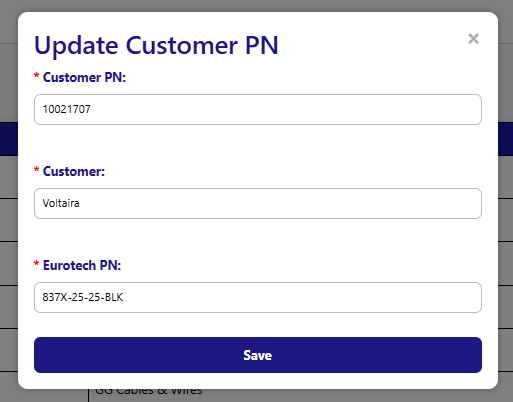 Update Customer PN
×
* Customer PN:
10021707
* Customer:
Voltaira
* Eurotech PN:
837X-25-25-BLK
Save
GG Cables & Wires